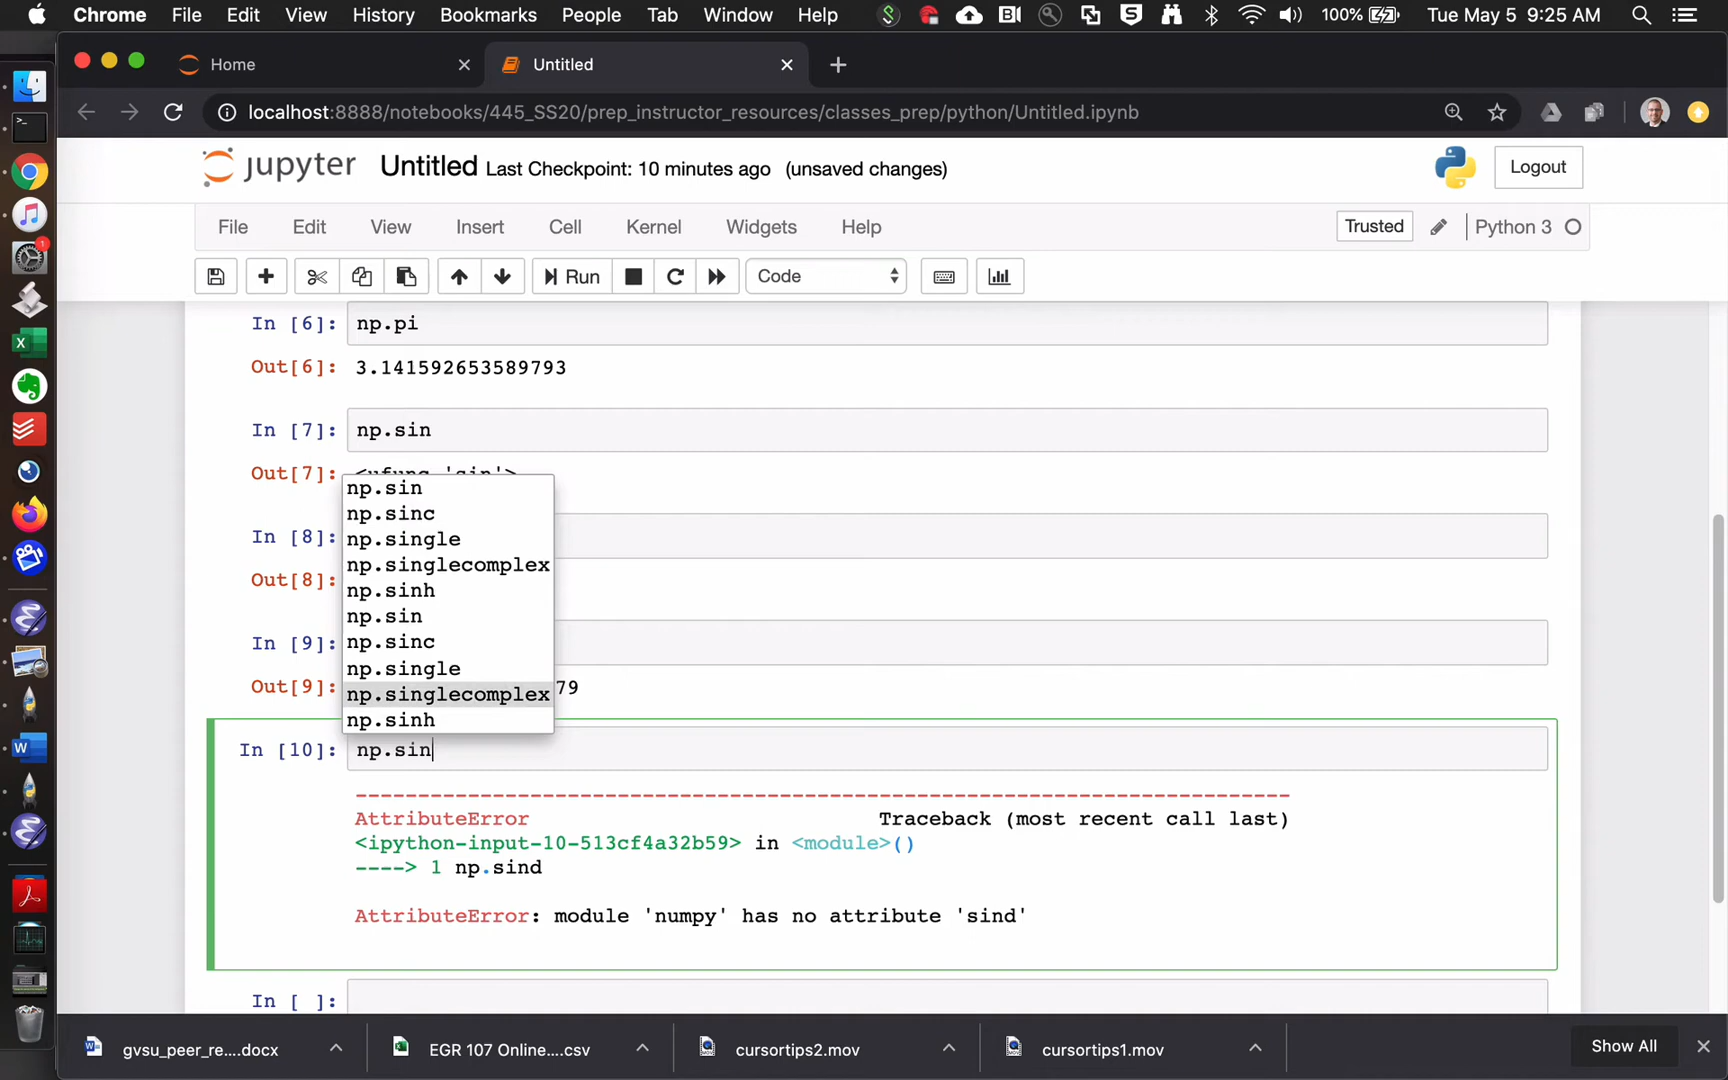 Chrome File Edit View History Bookmarks People Tab Window Help 100% Tue May 5 9:25 AM
Home Untitled
localhost:8888/notebooks/445_SS20/prep_instructor_resources/classes_prep/python/Untitled.ipynb
jupyter Untitled Last Checkpoint: 10 minutes ago (unsaved changes) Logout
File Edit View Insert Cell Kernel Widgets Help Trusted Python 3
Run Code
In [6]: np.pi
Out[6]: 3.141592653589793
In [7]: np.sin
Out[7]: <ufunc 'sin'>
np.sin
np.sinc
In [8]:
np.single
np.singlecomplex
Out[8]:
np.sinh
np.sin
In [9]:
np.sinc
np.single
Out[9]: 79
np.singlecomplex
np.sinh
In [10]: np.sin
AttributeError Traceback (most recent call last)
<ipython-input-10-513cf4a32b59> in <module>()
----> 1 np.sind
AttributeError: module 'numpy' has no attribute 'sind'
In [ ]:
gvsu_peer_re....docx EGR 107 Online....csv cursortips2.mov cursortips1.mov Show All